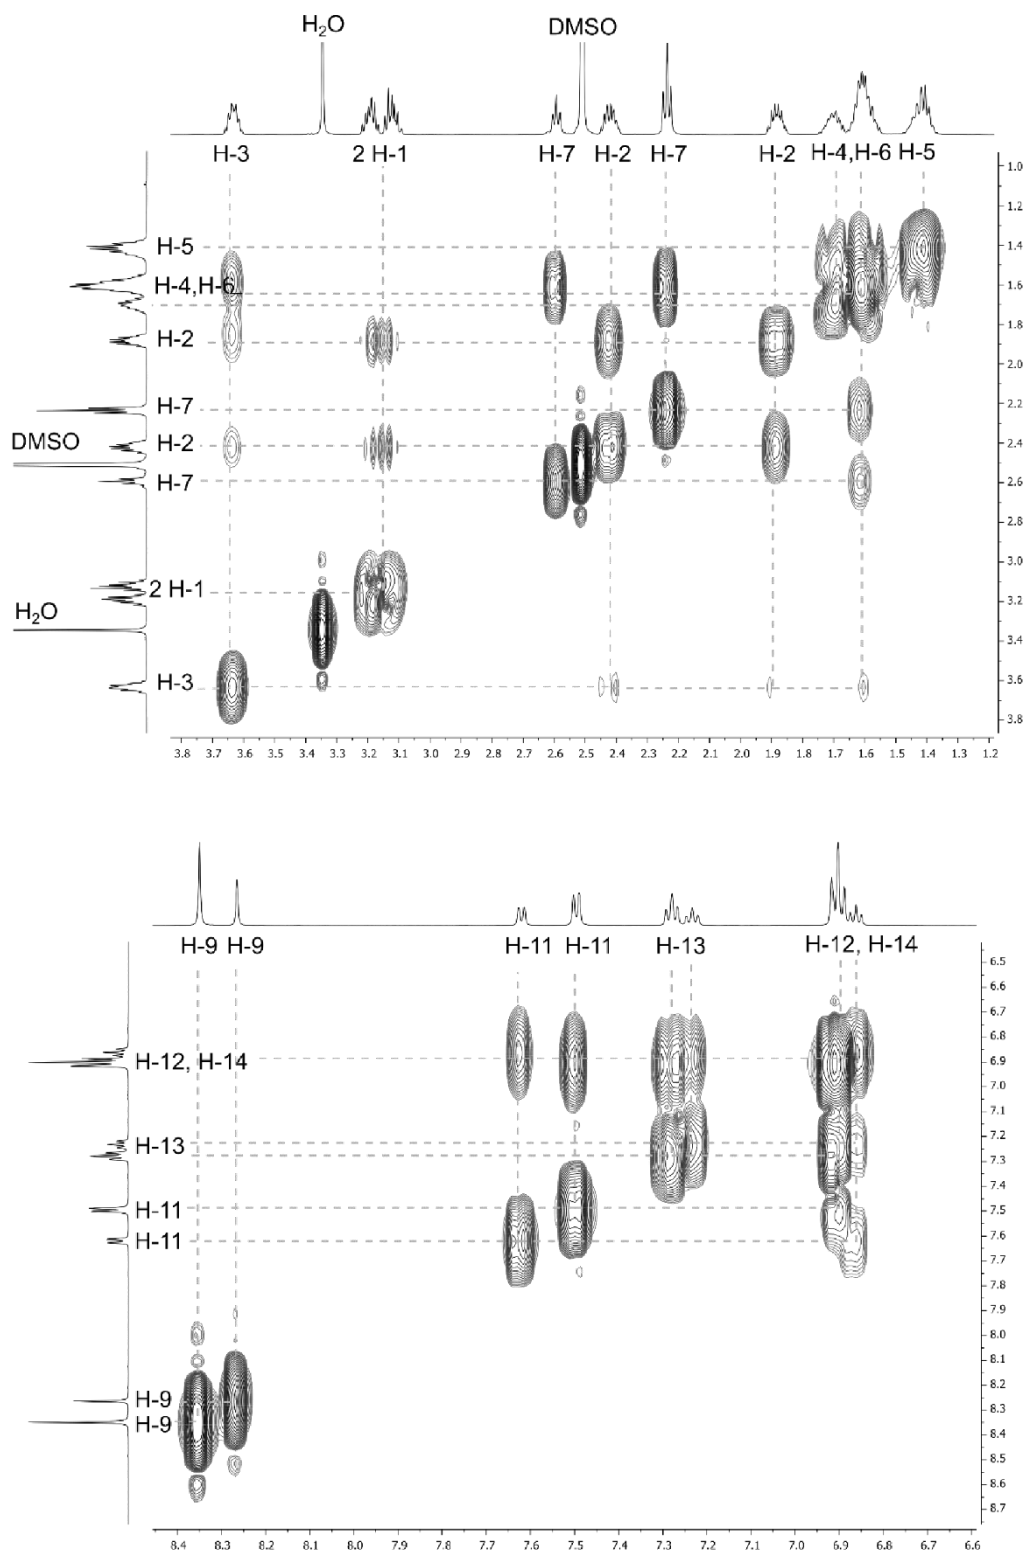 H₂O
DMSO
H-3
2 H-1
H-7
H-2
H-7
H-2
H-4,H-6
H-5
H-5
H-4,H-6
H-2
H-7
DMSO
H-2
H-7
2 H-1
H₂O
H-3
1.0
1.2
1.4
1.6
1.8
2.0
2.2
2.4
2.6
2.8
3.0
3.2
3.4
3.6
3.8
3.8 3.7 3.6 3.5 3.4 3.3 3.2 3.1 3.0 2.9 2.8 2.7 2.6 2.5 2.4 2.3 2.2 2.1 2.0 1.9 1.8 1.7 1.6 1.5 1.4 1.3 1.2
H-9 H-9 H-11 H-11 H-13 H-12, H-14
H-12, H-14
H-13
H-11
H-11
H-9
H-9
6.5
6.6
6.7
6.8
6.9
7.0
7.1
7.2
7.3
7.4
7.5
7.6
7.7
7.8
7.9
8.0
8.1
8.2
8.3
8.4
8.5
8.6
8.7
8.4 8.3 8.2 8.1 8.0 7.9 7.8 7.7 7.6 7.5 7.4 7.3 7.2 7.1 7.0 6.9 6.8 6.7 6.6